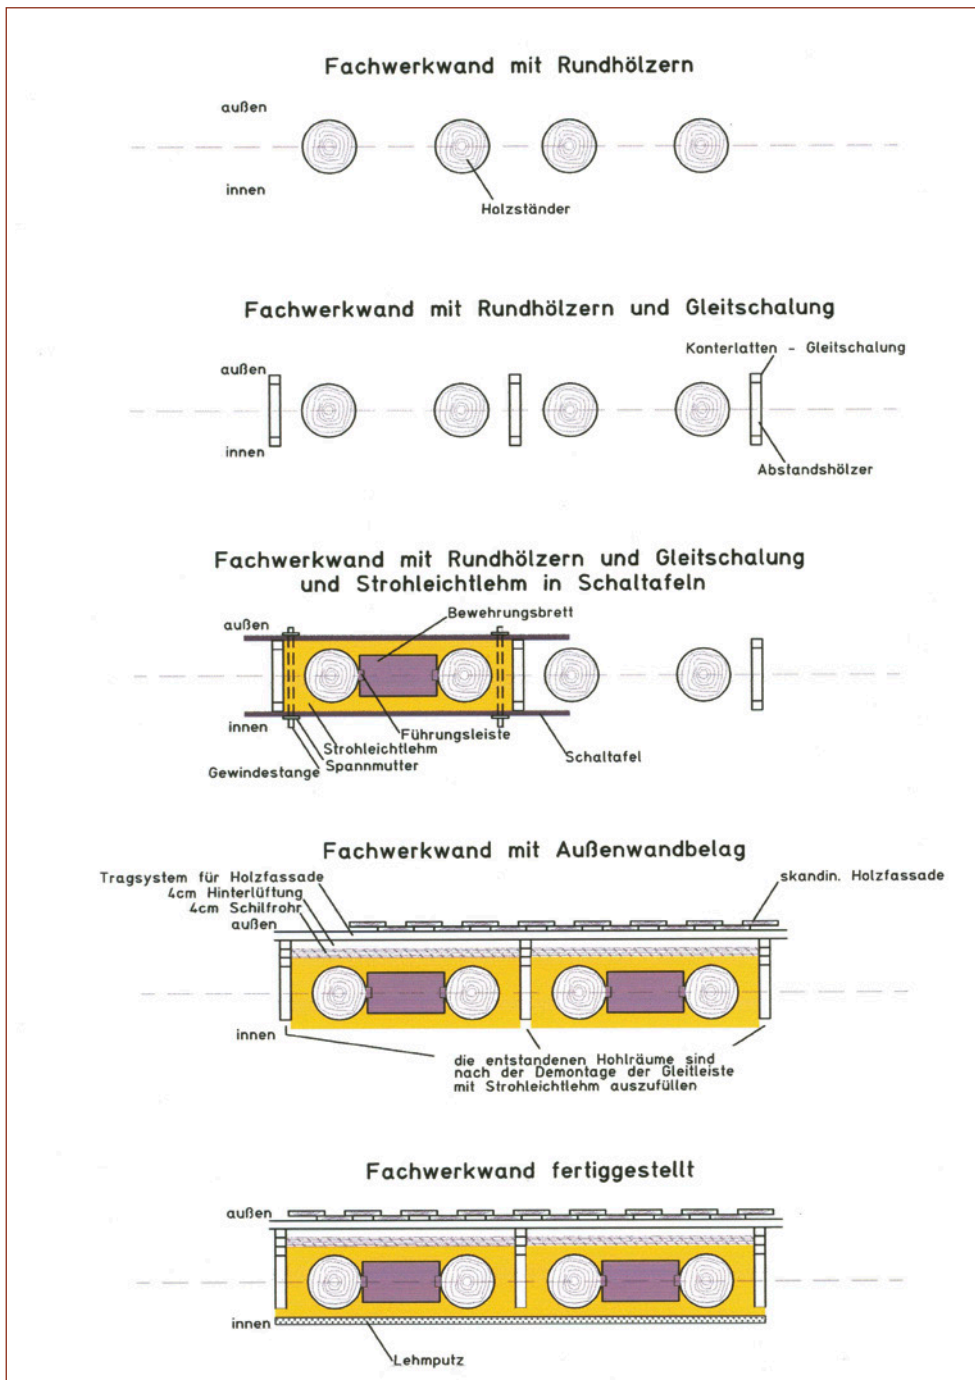 Fachwerkwand mit Rundhölzern
außen
innen
Holzständer
Fachwerkwand mit Rundhölzern und Gleitschalung
Konterlatten - Gleitschalung
außen
innen
Abstandshölzer
Fachwerkwand mit Rundhölzern und Gleitschalung
und Strohleichtlehm in Schaltafeln
Bewehrungsbrett
außen
innen
Führungsleiste
Strohleichtlehm
Schaltafel
Spannmutter
Gewindestange
Fachwerkwand mit Außenwandbelag
Tragsystem für Holzfassade
skandin. Holzfassade
4cm Hinterlüftung
4cm Schilfrohr
außen
innen
die entstandenen Hohlräume sind
nach der Demontage der Gleitleiste
mit Strohleichtlehm auszufüllen
Fachwerkwand fertiggestellt
außen
innen
Lehmputz